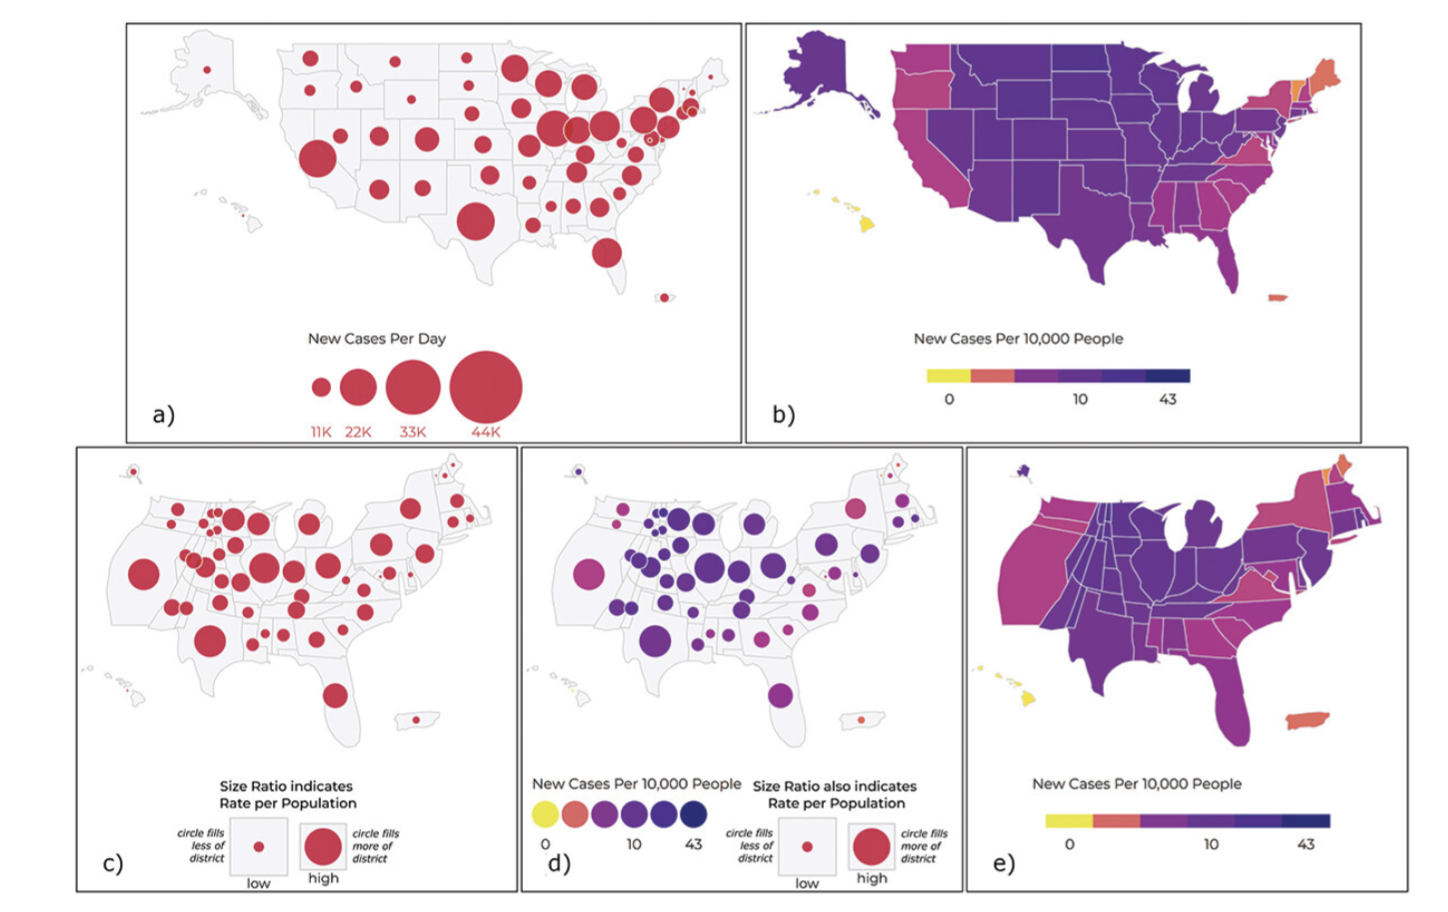 New Cases Per Day
11K 22K 33K 44K
a)
New Cases Per 10,000 People
0 10 43
b)
Size Ratio indicates
Rate per Population
circle fills
less of
district
low
circle fills
more of
district
high
c)
New Cases Per 10,000 People
0 10 43
Size Ratio also indicates
Rate per Population
circle fills
less of
district
low
circle fills
more of
district
high
d)
New Cases Per 10,000 People
0 10 43
e)